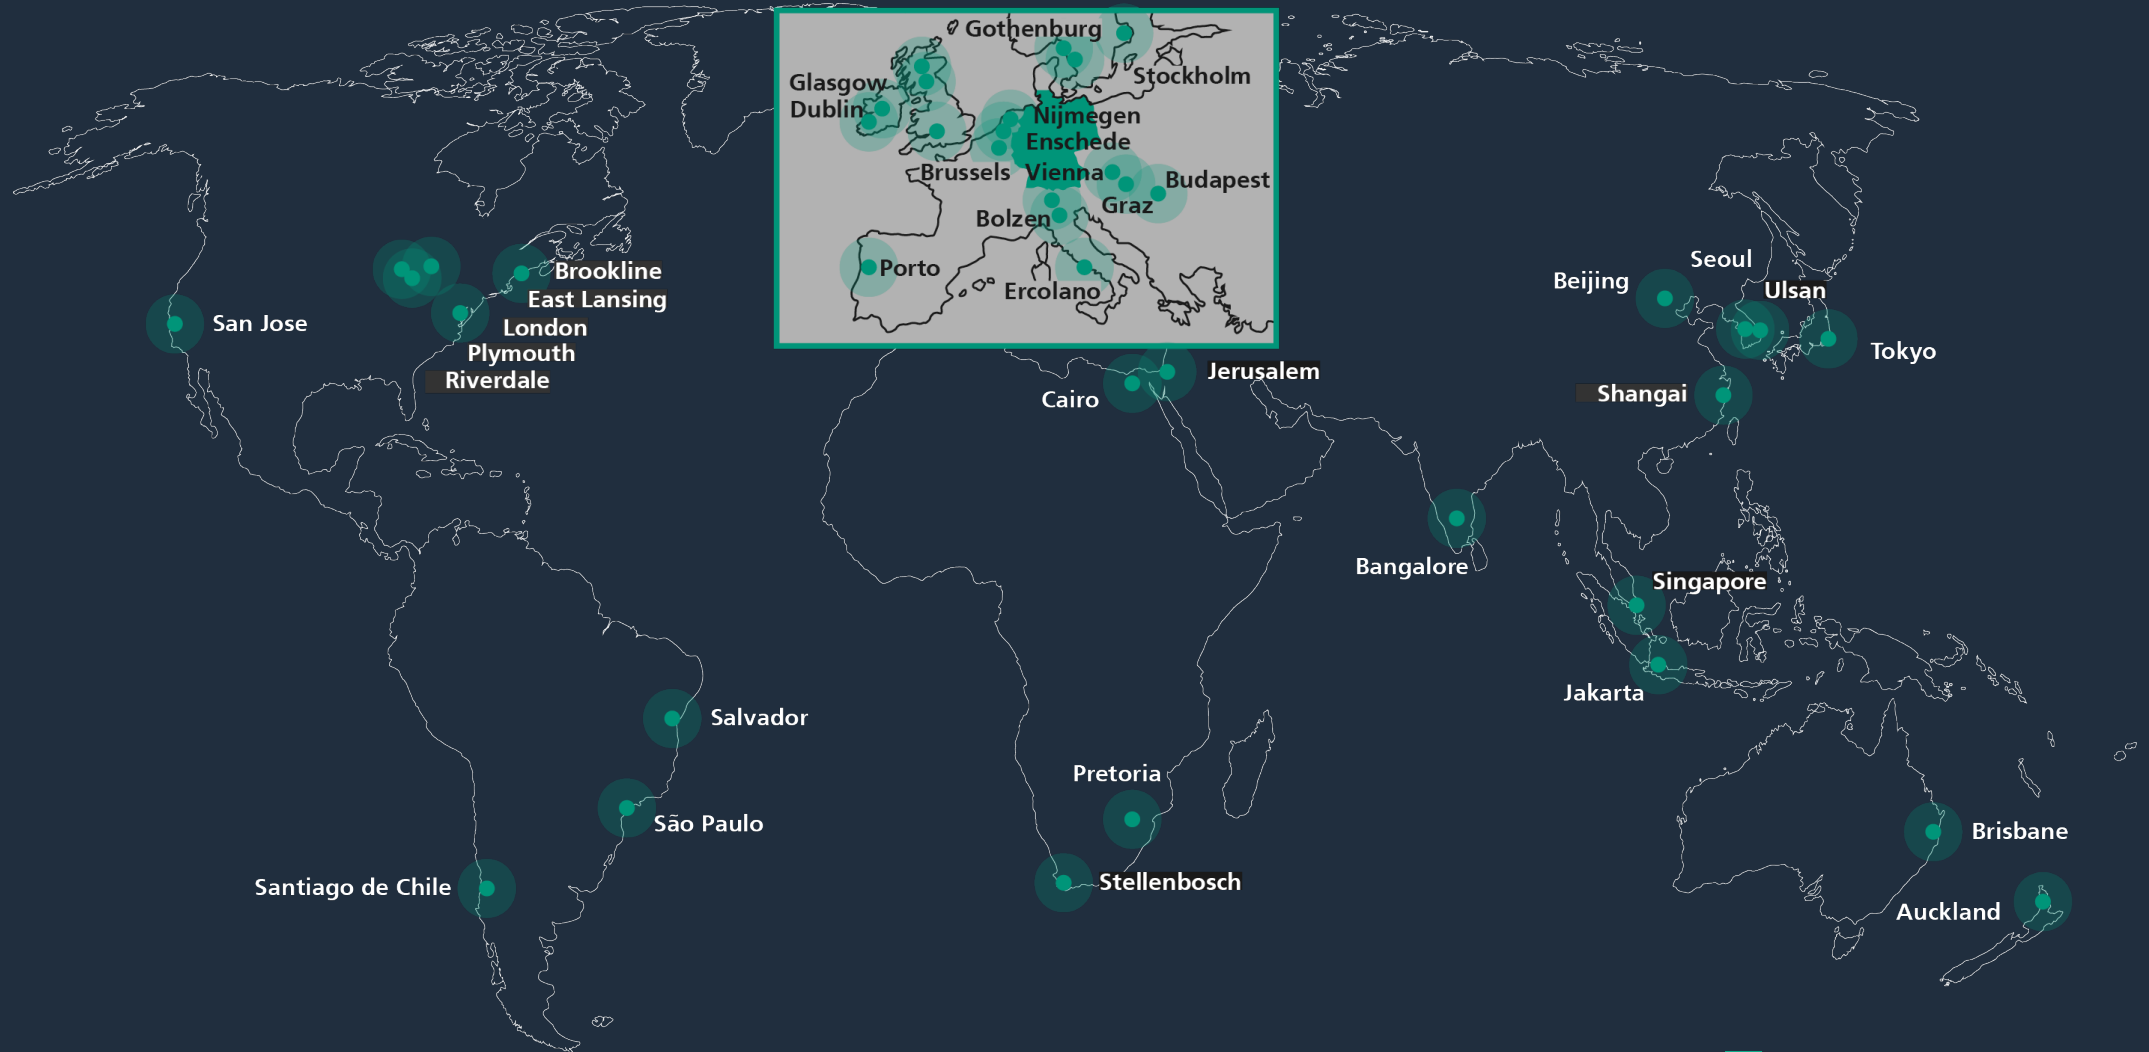 Gothenburg
Stockholm
Glasgow
Dublin
Nijmegen
Enschede
Brussels
Vienna
Budapest
Graz
Bolzen
Porto
Ercolano
Brookline
East Lansing
San Jose
London
Plymouth
Riverdale
Seoul
Beijing
Ulsan
Tokyo
Jerusalem
Cairo
Shangai
Bangalore
Singapore
Jakarta
Salvador
São Paulo
Pretoria
Santiago de Chile
Stellenbosch
Brisbane
Auckland